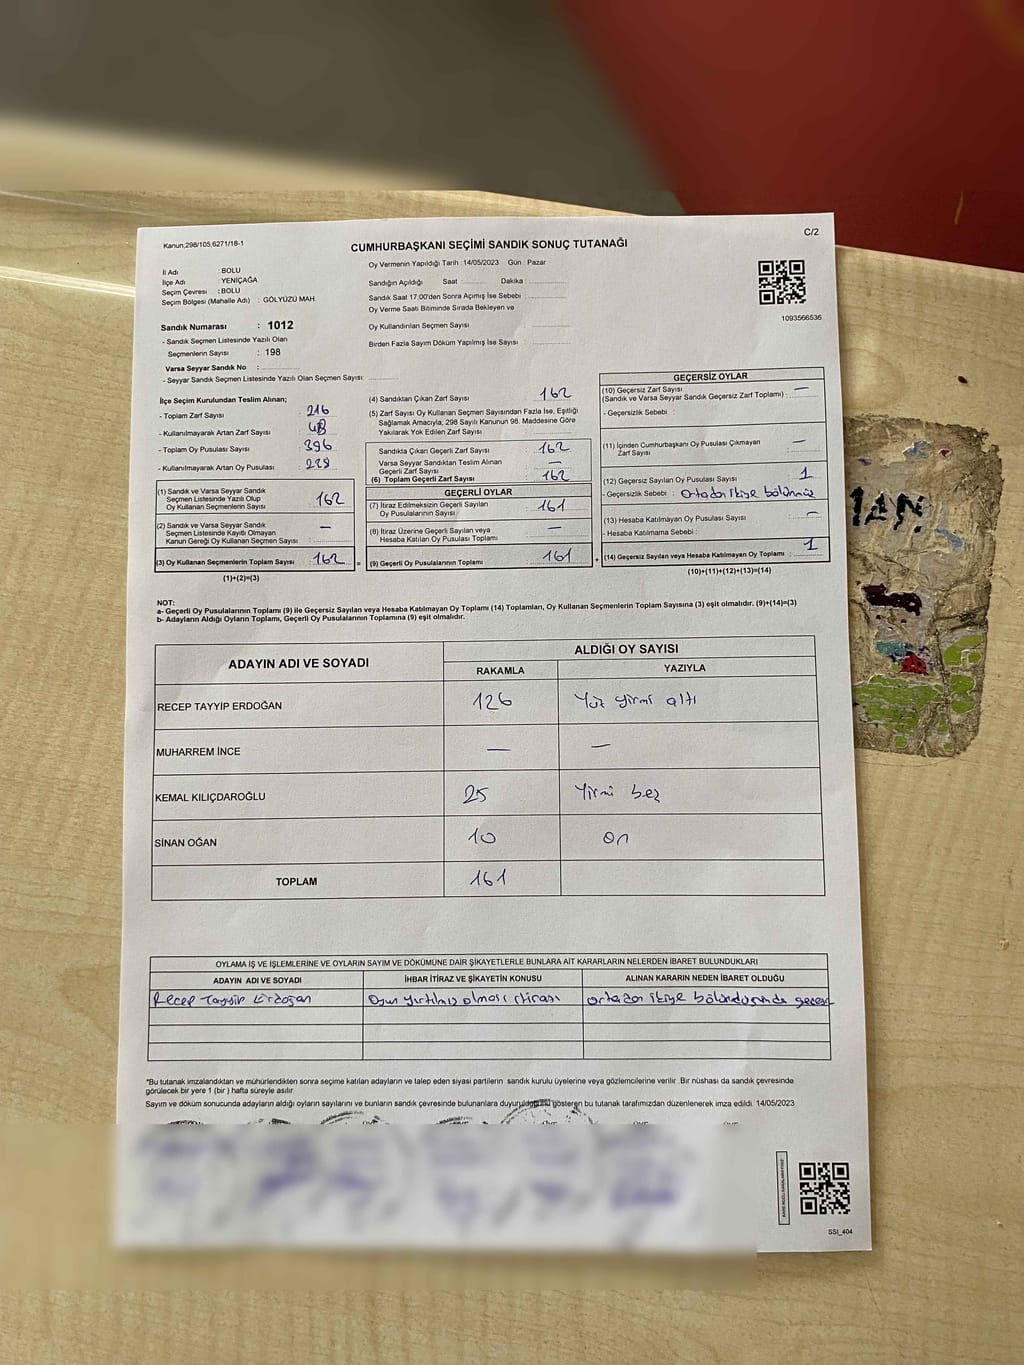 Kanun;298/105;6271/18-1
C/2
CUMHURBAŞKANI SEÇİMİ SANDIK SONUÇ TUTANAĞI
İl Adı : BOLU
İlçe Adı : YENİÇAĞA
Seçim Çevresi : BOLU
Seçim Bölgesi (Mahalle Adı) : GÖLYÜZÜ MAH
Sandık Numarası : 1012
- Sandık Seçmen Listesinde Yazılı Olan
Seçmenlerin Sayısı : 198
Varsa Seyyar Sandık No :
- Seyyar Sandık Seçmen Listesinde Yazılı Olan Seçmen Sayısı:
Oy Vermenin Yapıldığı Tarih : 14/05/2023 Gün : Pazar
Sandığın Açıldığı Saat : Dakika :
Sandık Saat 17:00'den Sonra Açımış İse Sebebi :
Oy Verme Saati Bitiminde Sırada Bekleyen ve
Oy Kullandırılan Seçmen Sayısı
Birden Fazla Sayım Döküm Yapılmış İse Sayısı :
1093566536
İlçe Seçim Kurulundan Teslim Alınan;
- Toplam Zarf Sayısı : 216
- Kullanılmayarak Artan Zarf Sayısı :
- Toplam Oy Pusulası Sayısı : 396
- Kullanılmayarak Artan Oy Pusulası :
(1) Sandık ve Varsa Seyyar Sandık
Seçmen Listesinde Yazılı Olup
Oy Kullanan Seçmenlerin Sayısı 162
(2) Sandık ve Varsa Seyyar Sandık
Seçmen Listesinde Kayıtlı Olmayan
Kanun Gereği Oy Kullanan Seçmen Sayısı : —
(3) Oy Kullanan Seçmenlerin Toplam Sayısı 162
(1)+(2)=(3)
(4) Sandıktan Çıkan Zarf Sayısı : 162
(5) Zarf Sayısı Oy Kullanan Seçmen Sayısından Fazla İse, Eşitliği
Sağlamak Amacıyla; 298 Sayılı Kanunun 98. Maddesine Göre
Yakılarak Yok Edilen Zarf Sayısı
Sandıkta Çıkan Geçerli Zarf Sayısı 162
Varsa Seyyar Sandıktan Teslim Alınan
Geçerli Zarf Sayısı —
(6) Toplam Geçerli Zarf Sayısı : 162
GEÇERLİ OYLAR
(7) İtiraz Edilmeksizin Geçerli Sayılan
Oy Pusulalarının Sayısı : 161
(8) İtiraz Üzerine Geçerli Sayılan veya
Hesaba Katılan Oy Pusulası Toplamı —
(9) Geçerli Oy Pusulalarının Toplamı 161
GEÇERSİZ OYLAR
(10) Geçersiz Zarf Sayısı
(Sandık ve Varsa Seyyar Sandık Geçersiz Zarf Toplamı) : —
- Geçersizlik Sebebi :
(11) İçinden Cumhurbaşkanı Oy Pusulası Çıkmayan
Zarf Sayısı —
(12) Geçersiz Sayılan Oy Pusulası Sayısı : 1
- Geçersizlik Sebebi : Ortadan ikiye bölünmüş
(13) Hesaba Katılmayan Oy Pusulası Sayısı —
- Hesaba Katılmama Sebebi :
(14) Geçersiz Sayılan veya Hesaba Katılmayan Oy Toplamı : 1
(10)+(11)+(12)+(13)=(14)
NOT:
a- Geçerli Oy Pusulalarının Toplamı (9) ile Geçersiz Sayılan veya Hesaba Katılmayan Oy Toplamı (14) Toplamları, Oy Kullanan Seçmenlerin Toplam Sayısına (3) eşit olmalıdır. (9)+(14)=(3)
b- Adayların Aldığı Oyların Toplamı, Geçerli Oy Pusulalarının Toplamına (9) eşit olmalıdır.
ADAYIN ADI VE SOYADI ALDIĞI OY SAYISI
RAKAMLA YAZIYLA
RECEP TAYYİP ERDOĞAN 126 Yüz yirmi altı
MUHARREM İNCE — —
KEMAL KILIÇDAROĞLU 25 Yirmi beş
SİNAN OĞAN 10 on
TOPLAM 161
OYLAMA İŞ VE İŞLEMLERİNE VE OYLARIN SAYIM VE DÖKÜMÜNE DAİR ŞİKAYETLERLE BUNLARA AİT KARARLARIN NELERDEN İBARET BULUNDUKLARI
ADAYIN ADI VE SOYADI İHBAR İTİRAZ VE ŞİKAYETİN KONUSU ALINAN KARARIN NEDEN İBARET OLDUĞU
Recep Tayyip Erdoğan Oyun yırtılmış olması itirası ortadan ikiye bölündüğünde
*Bu tutanak imzalandıktan ve mühürlendikten sonra seçime katılan adayların ve talep eden siyasi partilerin sandık kurulu üyelerine veya gözlemcilerine verilir. Bir nüshası da sandık çevresinde
görülecek bir yere 1 (bir) hafta süreyle asılır.
Sayım ve döküm sonucunda adayların aldığı oyların sayılarını ve bunların sandık çevresinde bulunanlara gösteren bu tutanak tarafımızdan düzenlenerek imza edildi. 14/05/2023
SSI_404